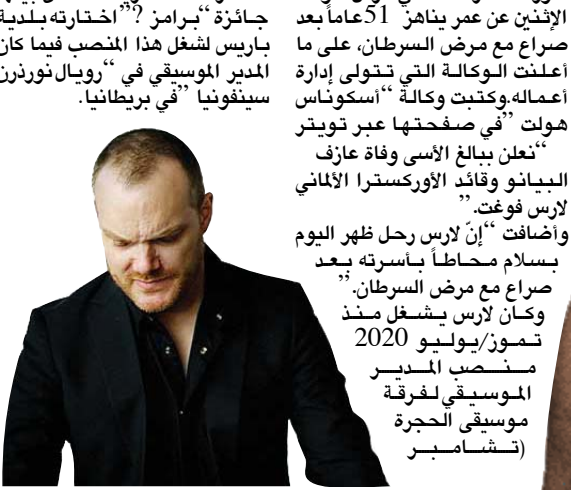 الإثنين عن عمر يناهز 51عاماً بعد
صراع مع مرض السرطان، على ما
أعلنت الوكالة التي تتولى إدارة
أعماله.وكتبت وكالة “أسكوناس
هولت ”في صفحتها عبر تويتر
“نعلن ببالغ الأسى وفاة عازف
البيانو وقائد الأوركسترا الألماني
لارس فوغت.”
وأضافت “إنّ لارس رحل ظهر اليوم
بسلام محاطاً بأسرته بعد
صراع مع مرض السرطان.”
وكان لارس يشغل منذ
تموز/يوليو 2020
منصب المدير
الموسيقي لفرقة
موسيقى الحجرة
(تشامبر
جائزة “برامز ?”اختارته بلدية
باريس لشغل هذا المنصب فيما كان
المدير الموسيقي في “رويال نورذرن
سينفونيا ”في بريطانيا.